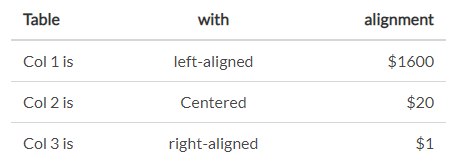 Table with alignment
Col 1 is left-aligned $1600
Col 2 is Centered $20
Col 3 is right-aligned $1